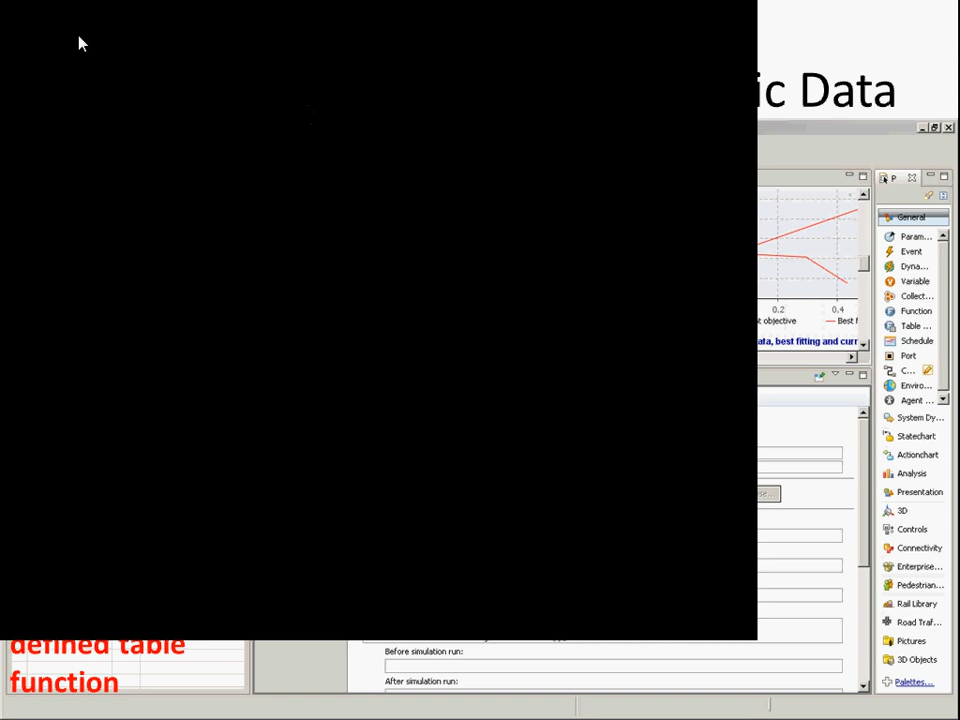 ic Data
P
General
Param...
Event
Dyna...
Variable
Collect...
Function
Table ...
Schedule
Port
C...
Enviro...
Agent ...
System Dy...
Statechart
Actionchart
Analysis
Presentation
3D
Controls
Connectivity
Enterprise...
Pedestrian...
Rail Library
Road Traf...
Pictures
3D Objects
Palettes...
0.2 0.4
t objective Best f
ata, best fitting and curr
defined table
function
Before simulation run:
After simulation run: